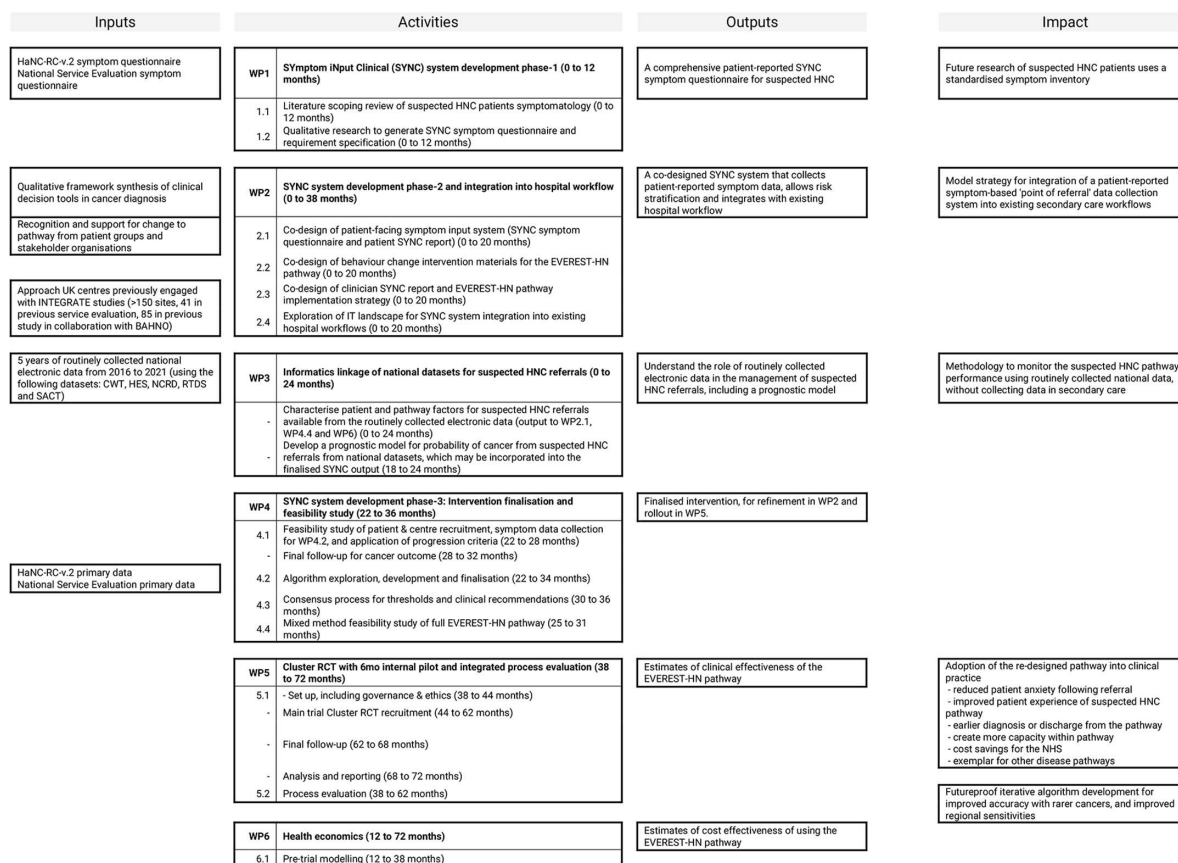 Inputs
Activities
Outputs
Impact
HaNC-RC-v.2 symptom questionnaire
National Service Evaluation symptom
questionnaire
WP1
SYmptom iNput Clinical (SYNC) system development phase-1 (0 to 12
months)
1.1
Literature scoping review of suspected HNC patients symptomatology (0 to
12 months)
1.2
Qualitative research to generate SYNC symptom questionnaire and
requirement specification (0 to 12 months)
A comprehensive patient-reported SYNC
symptom questionnaire for suspected HNC
Future research of suspected HNC patients uses a
standardised symptom inventory
Qualitative framework synthesis of clinical
decision tools in cancer diagnosis
Recognition and support for change to
pathway from patient groups and
stakeholder organisations
Approach UK centres previously engaged
with INTEGRATE studies (>150 sites, 41 in
previous service evaluation, 85 in previous
study in collaboration with BAHNO)
WP2
SYNC system development phase-2 and integration into hospital workflow
(0 to 38 months)
2.1
Co-design of patient-facing symptom input system (SYNC symptom
questionnaire and patient SYNC report) (0 to 20 months)
2.2
Co-design of behaviour change intervention materials for the EVEREST-HN
pathway (0 to 20 months)
2.3
Co-design of clinician SYNC report and EVEREST-HN pathway
implementation strategy (0 to 20 months)
2.4
Exploration of IT landscape for SYNC system integration into existing
hospital workflows (0 to 20 months)
A co-designed SYNC system that collects
patient-reported symptom data, allows risk
stratification and integrates with existing
hospital workflow
Model strategy for integration of a patient-reported
symptom-based 'point of referral' data collection
system into existing secondary care workflows
5 years of routinely collected national
electronic data from 2016 to 2021 (using the
following datasets: CWT, HES, NCRD, RTDS
and SACT)
WP3
Informatics linkage of national datasets for suspected HNC referrals (0 to
24 months)
-
Characterise patient and pathway factors for suspected HNC referrals
available from the routinely collected electronic data (output to WP2.1,
WP4.4 and WP6) (0 to 24 months)
-
Develop a prognostic model for probability of cancer from suspected HNC
referrals from national datasets, which may be incorporated into the
finalised SYNC output (18 to 24 months)
Understand the role of routinely collected
electronic data in the management of suspected
HNC referrals, including a prognostic model
Methodology to monitor the suspected HNC pathway
performance using routinely collected national data,
without collecting data in secondary care
HaNC-RC-v.2 primary data
National Service Evaluation primary data
WP4
SYNC system development phase-3: Intervention finalisation and
feasibility study (22 to 36 months)
4.1
Feasibility study of patient & centre recruitment, symptom data collection
for WP4.2, and application of progression criteria (22 to 28 months)
-
Final follow-up for cancer outcome (28 to 32 months)
4.2
Algorithm exploration, development and finalisation (22 to 34 months)
4.3
Consensus process for thresholds and clinical recommendations (30 to 36
months)
4.4
Mixed method feasibility study of full EVEREST-HN pathway (25 to 31
months)
Finalised intervention, for refinement in WP2 and
rollout in WP5.
WP5
Cluster RCT with 6mo internal pilot and integrated process evaluation (38
to 72 months)
5.1
- Set up, including governance & ethics (38 to 44 months)
-
Main trial Cluster RCT recruitment (44 to 62 months)
-
Final follow-up (62 to 68 months)
-
Analysis and reporting (68 to 72 months)
5.2
Process evaluation (38 to 62 months)
Estimates of clinical effectiveness of the
EVEREST-HN pathway
Adoption of the re-designed pathway into clinical
practice
- reduced patient anxiety following referral
- improved patient experience of suspected HNC
pathway
- earlier diagnosis or discharge from the pathway
- create more capacity within pathway
- cost savings for the NHS
- exemplar for other disease pathways
Futureproof iterative algorithm development for
improved accuracy with rarer cancers, and improved
regional sensitivities
WP6
Health economics (12 to 72 months)
6.1
Pre-trial modelling (12 to 38 months)
Estimates of cost effectiveness of using the
EVEREST-HN pathway